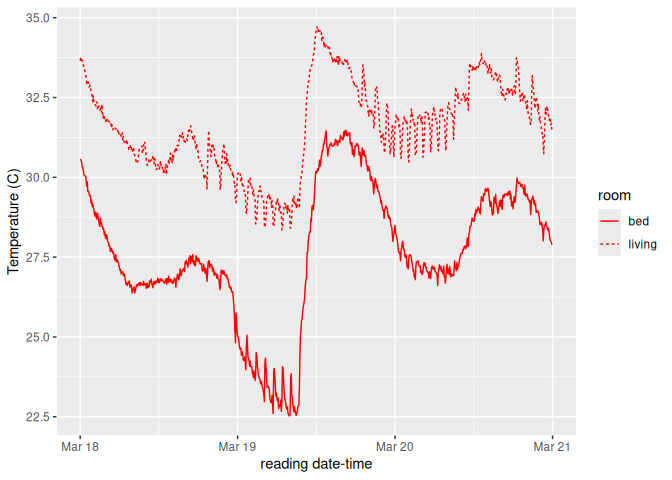 35.0
32.5
30.0
27.5
25.0
22.5
Temperature (C)
Mar 18
Mar 19
Mar 20
Mar 21
reading date-time
room
bed
living